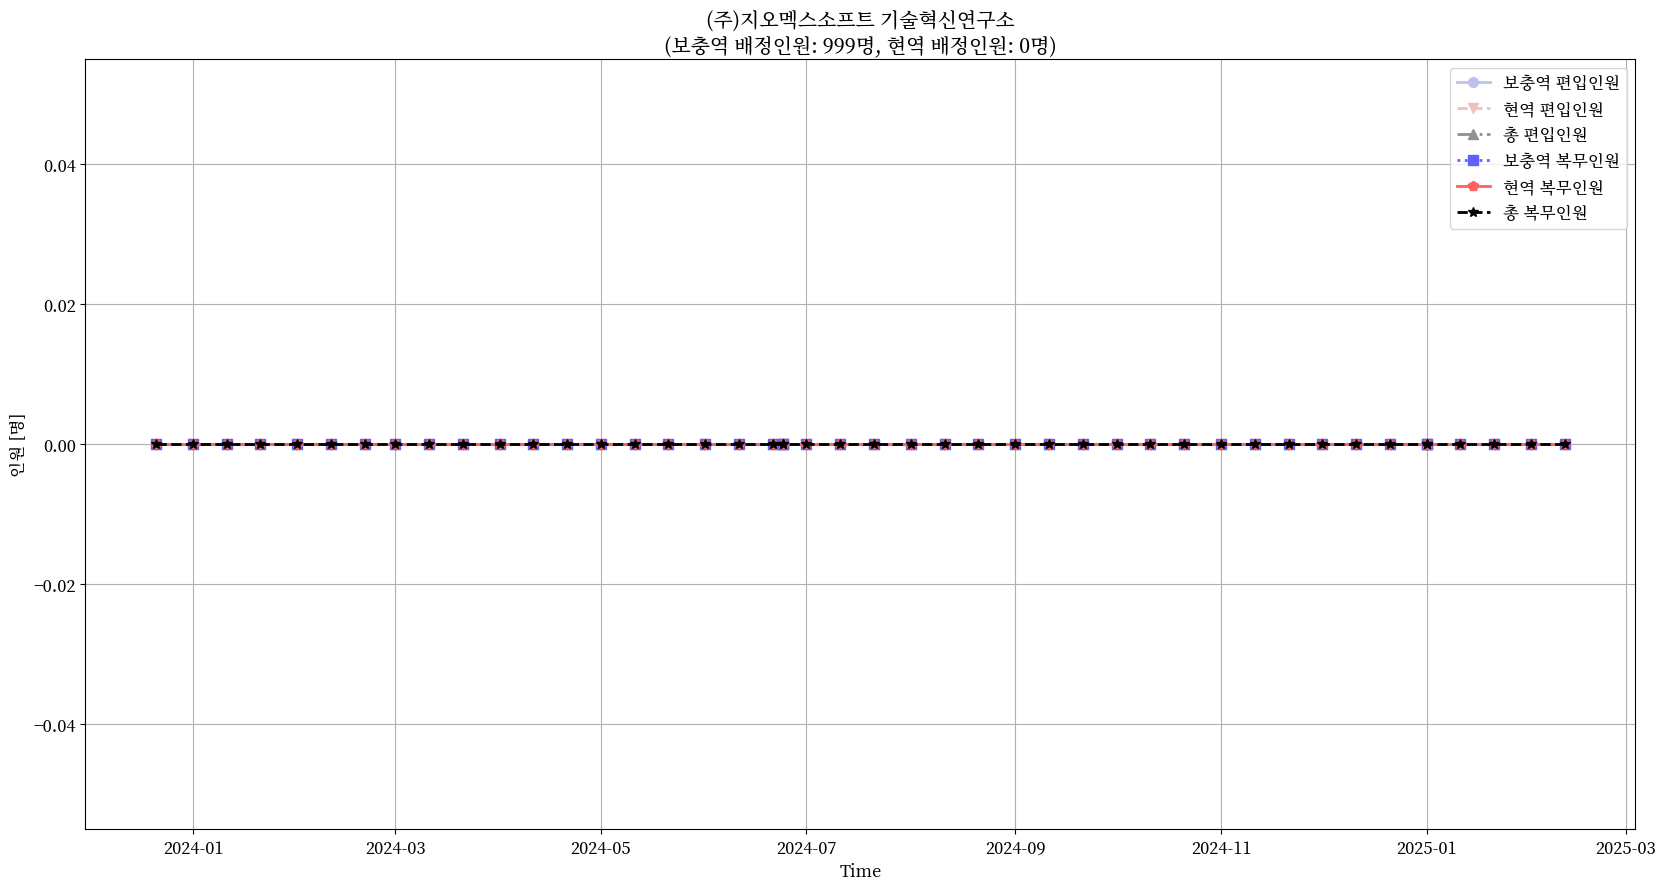 (주)지오멕스소프트 기술혁신연구소
(보충역 배정인원: 999명, 현역 배정인원: 0명)
보충역 편입인원
현역 편입인원
총 편입인원
보충역 복무인원
현역 복무인원
총 복무인원
인원 [명]
0.04
0.02
0.00
−0.02
−0.04
2024-01 2024-03 2024-05 2024-07 2024-09 2024-11 2025-01 2025-03
Time